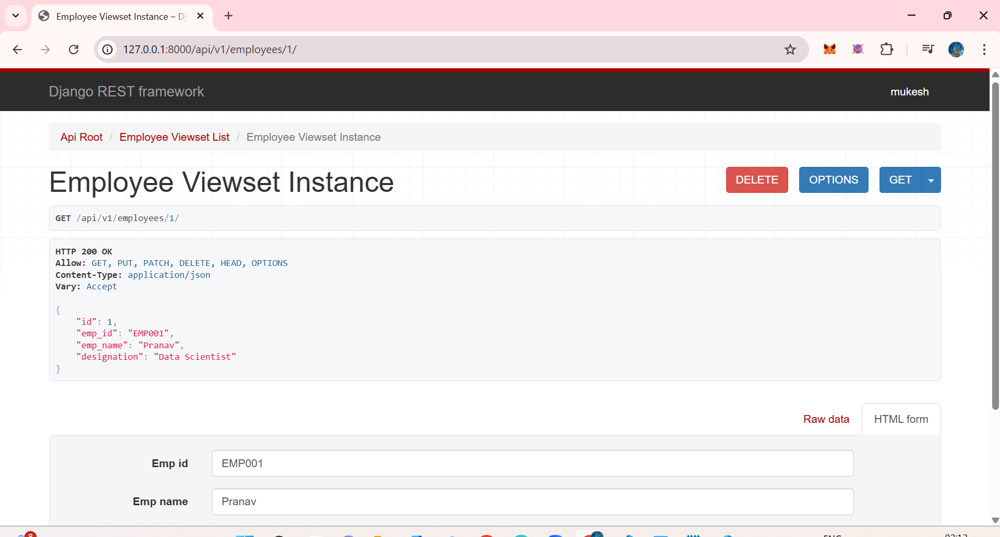 Employee Viewset Instance – Dj
127.0.0.1:8000/api/v1/employees/1/
Django REST framework
mukesh
Api Root / Employee Viewset List / Employee Viewset Instance
Employee Viewset Instance
DELETE
OPTIONS
GET
GET /api/v1/employees/1/
HTTP 200 OK
Allow: GET, PUT, PATCH, DELETE, HEAD, OPTIONS
Content-Type: application/json
Vary: Accept
{
"id": 1,
"emp_id": "EMP001",
"emp_name": "Pranav",
"designation": "Data Scientist"
}
Raw data
HTML form
Emp id
EMP001
Emp name
Pranav